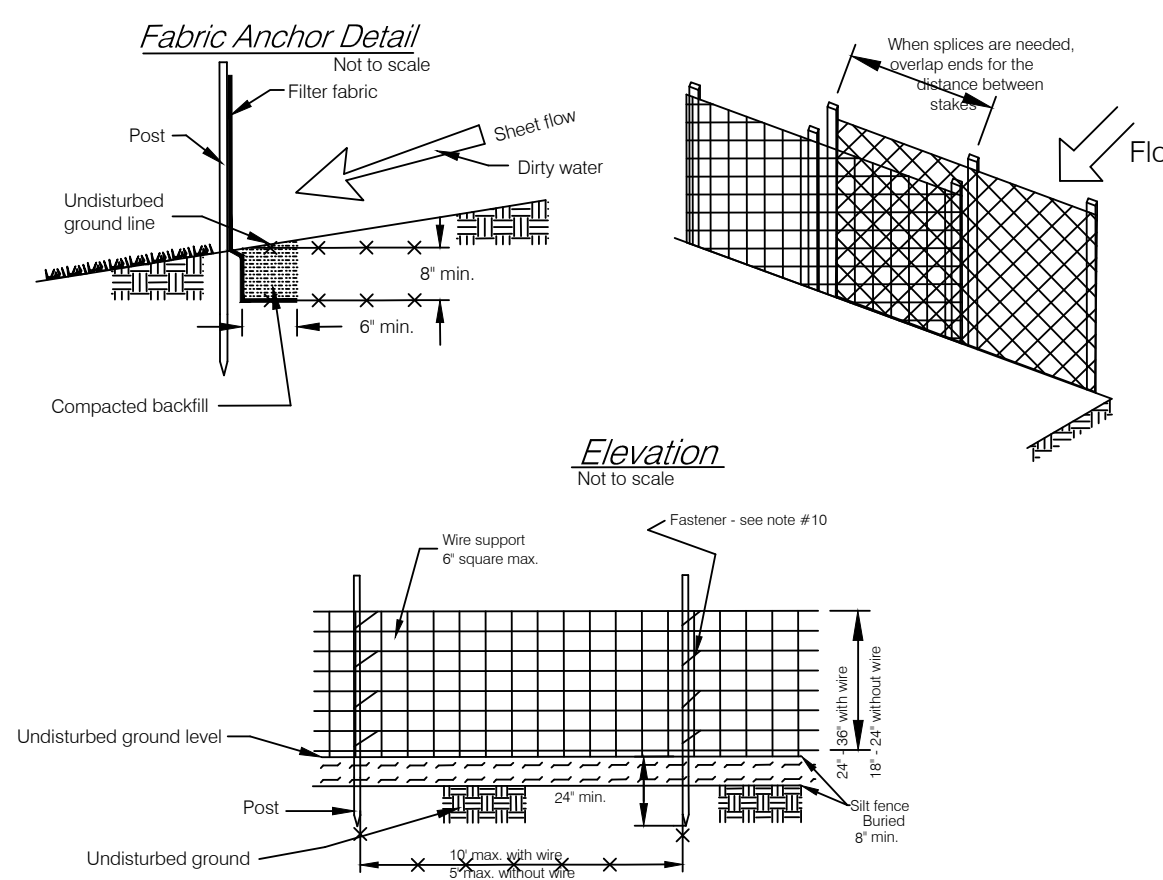 Fabric Anchor Detail
Not to scale
Filter fabric
Post
Sheet flow
Dirty water
Undisturbed
ground line
8" min.
6" min.
Compacted backfill
When splices are needed,
overlap ends for the
distance between
stakes
Flo
Elevation
Not to scale
Fastener - see note #10
Wire support
6" square max.
24" - 36" with wire
18" - 24" without wire
Undisturbed ground level
Post
24" min.
Silt fence
Buried
8" min.
Undisturbed ground
10' max. with wire
5' max. without wire